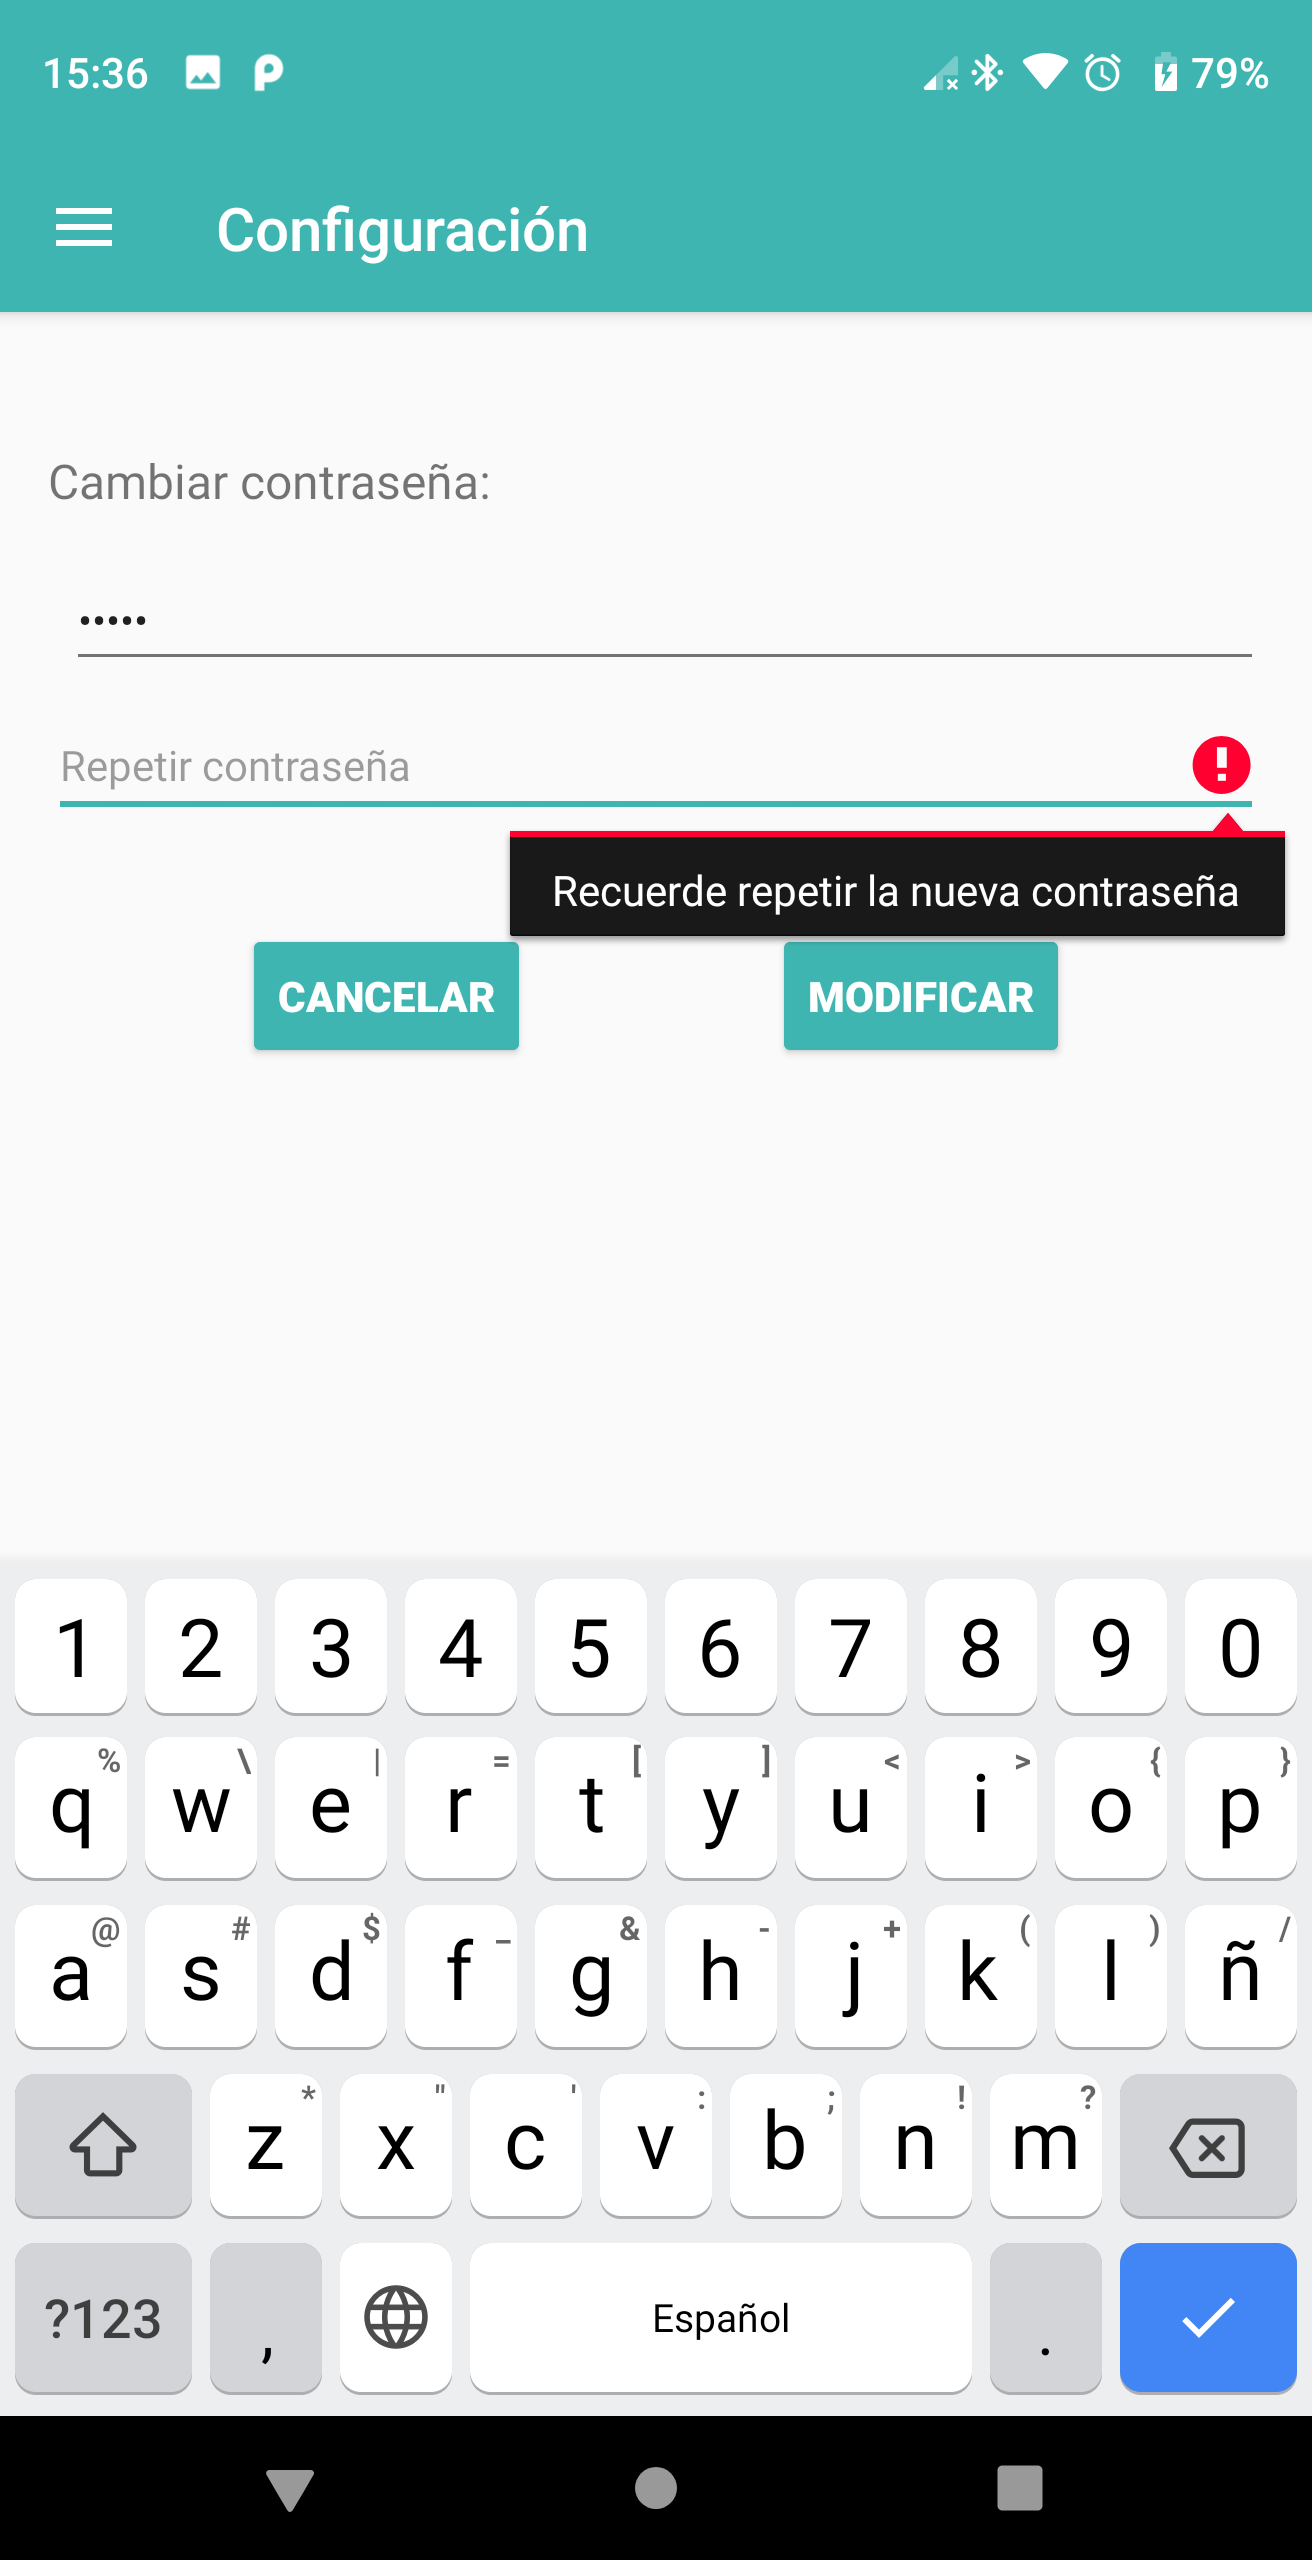 15:36 79%
Configuración
Cambiar contraseña:
•••••
Repetir contraseña
Recuerde repetir la nueva contraseña
CANCELAR MODIFICAR
1 2 3 4 5 6 7 8 9 0
% \ | = [ ] < > { }
q w e r t y u i o p
@ # $ _ & - + ( ) /
a s d f g h j k l ñ
* " ' : ; ! ?
z x c v b n m
?123 , Español .